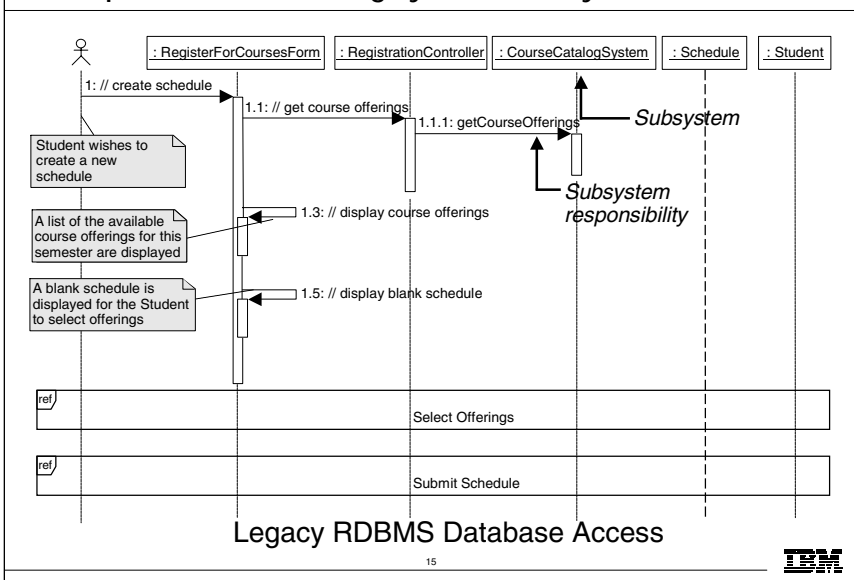 : RegisterForCoursesForm
: RegistrationController
: CourseCatalogSystem
: Schedule
: Student
1: // create schedule
1.1: // get course offerings
1.1.1: getCourseOfferings
Subsystem
Student wishes to
create a new
schedule
Subsystem
responsibility
A list of the available
course offerings for this
semester are displayed
1.3: // display course offerings
A blank schedule is
displayed for the Student
to select offerings
1.5: // display blank schedule
ref
Select Offerings
ref
Submit Schedule
Legacy RDBMS Database Access
15
IBM